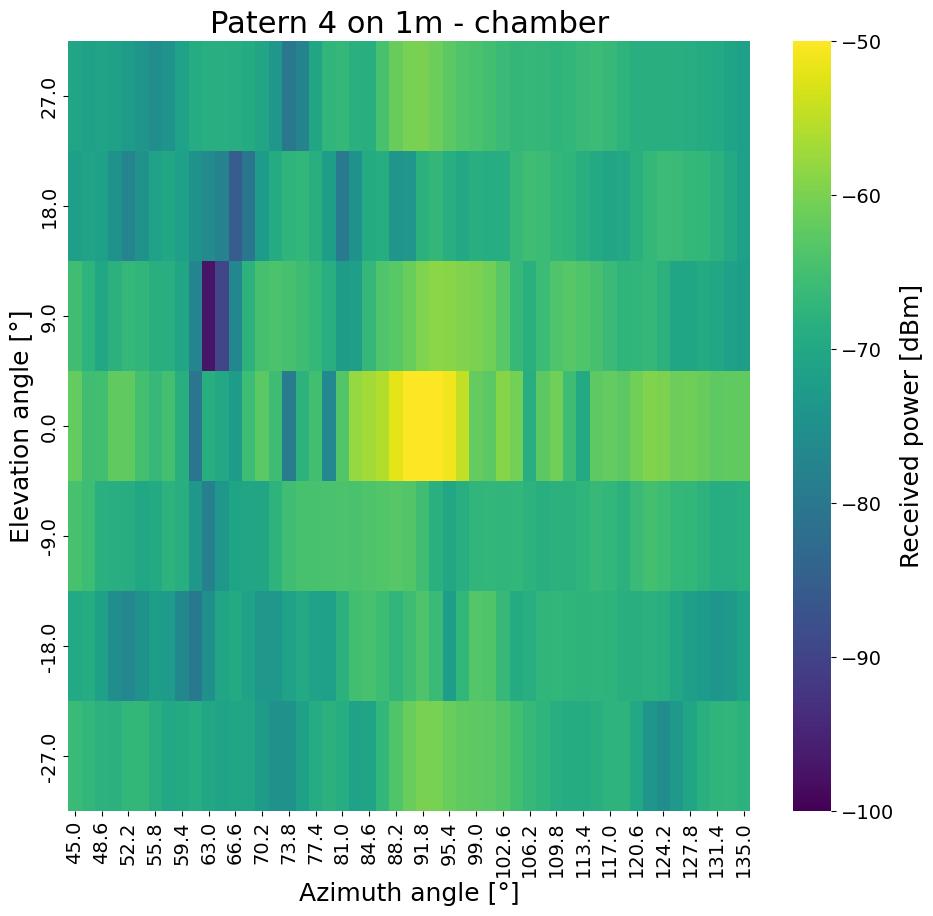 Patern 4 on 1m - chamber
Elevation angle [°]
27.0
18.0
9.0
0.0
-9.0
-18.0
-27.0
45.0 48.6 52.2 55.8 59.4 63.0 66.6 70.2 73.8 77.4 81.0 84.6 88.2 91.8 95.4 99.0 102.6 106.2 109.8 113.4 117.0 120.6 124.2 127.8 131.4 135.0
Azimuth angle [°]
−50
−60
−70
−80
−90
−100
Received power [dBm]